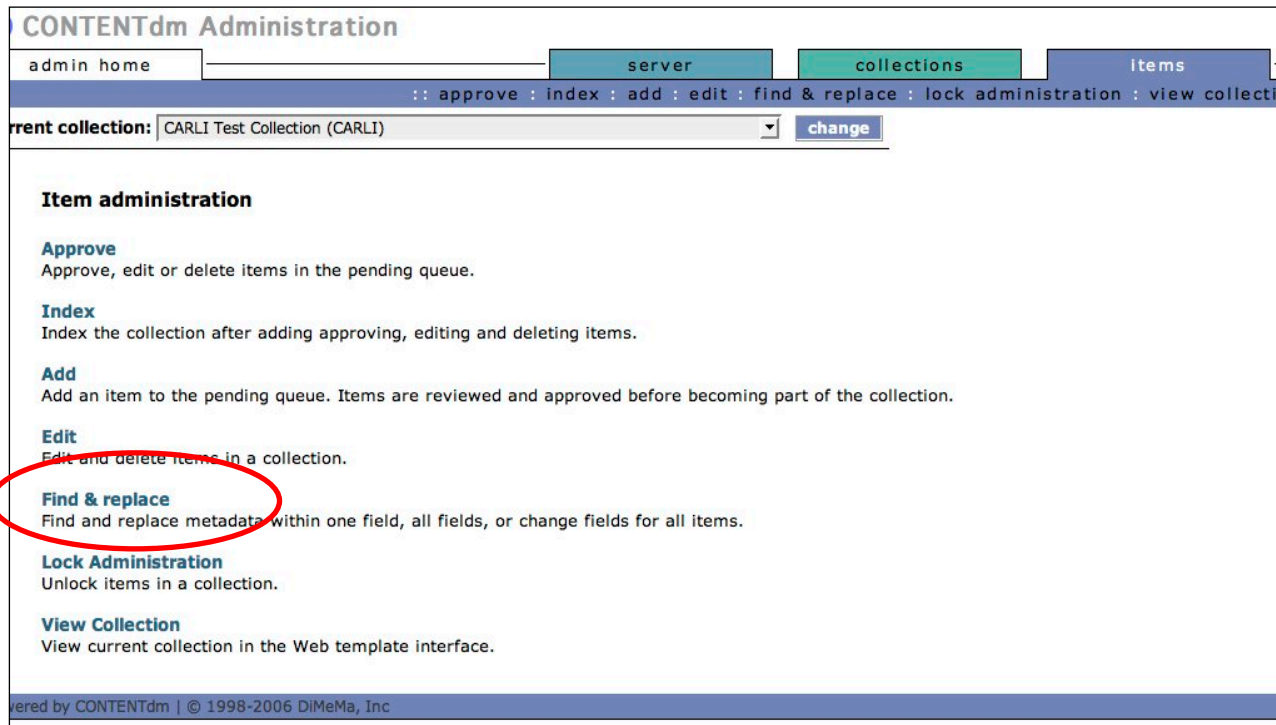 CONTENTdm Administration
admin home server collections items
:: approve : index : add : edit : find & replace : lock administration : view collecti
rrent collection: CARLI Test Collection (CARLI) change
Item administration
Approve
Approve, edit or delete items in the pending queue.
Index
Index the collection after adding approving, editing and deleting items.
Add
Add an item to the pending queue. Items are reviewed and approved before becoming part of the collection.
Edit
Edit and delete items in a collection.
Find & replace
Find and replace metadata within one field, all fields, or change fields for all items.
Lock Administration
Unlock items in a collection.
View Collection
View current collection in the Web template interface.
wered by CONTENTdm | © 1998-2006 DiMeMa, Inc